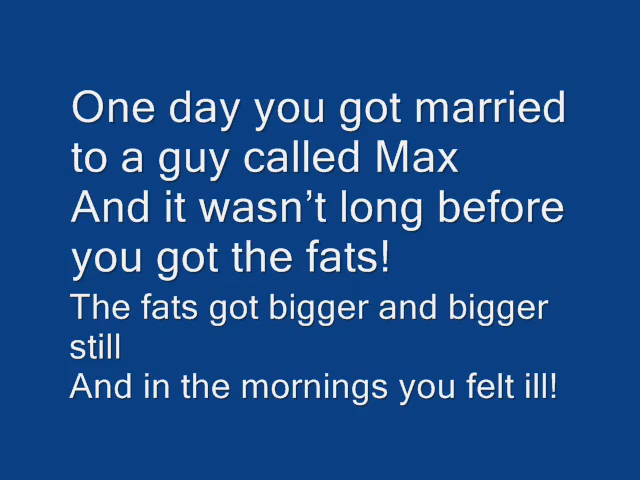 One day you got married
to a guy called Max
And it wasn’t long before
you got the fats!
The fats got bigger and bigger
still
And in the mornings you felt ill!